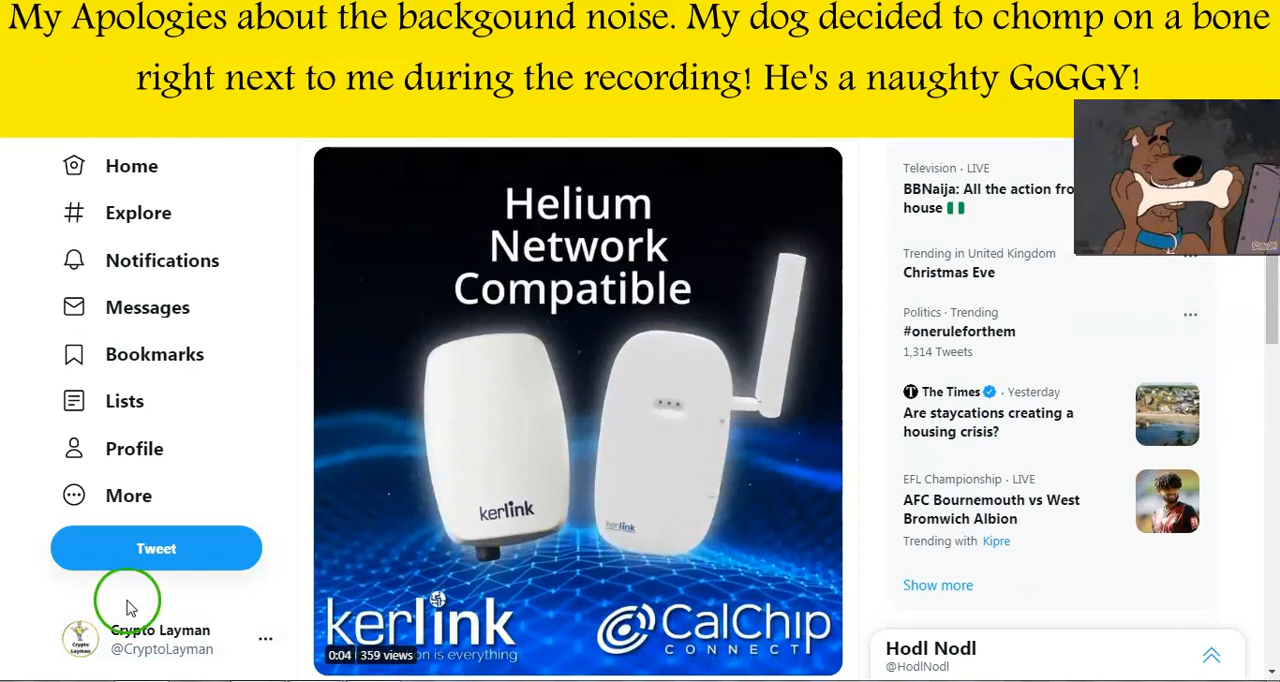 My Apologies about the backgound noise. My dog decided to chomp on a bone
right next to me during the recording! He's a naughty GoGGY!
Home
Explore
Notifications
Messages
Bookmarks
Lists
Profile
More
Tweet
Crypto Layman
@CryptoLayman
Helium
Network
Compatible
kerlink
kerlink
kerlink
on is everything
CalChip
CONNECT
0:04 359 views
Television · LIVE
BBNaija: All the action fro
house
Trending in United Kingdom
Christmas Eve
Politics · Trending
#oneruleforthem
1,314 Tweets
The Times · Yesterday
Are staycations creating a
housing crisis?
EFL Championship · LIVE
AFC Bournemouth vs West
Bromwich Albion
Trending with Kipre
Show more
Hodl Nodl
@HodlNodl